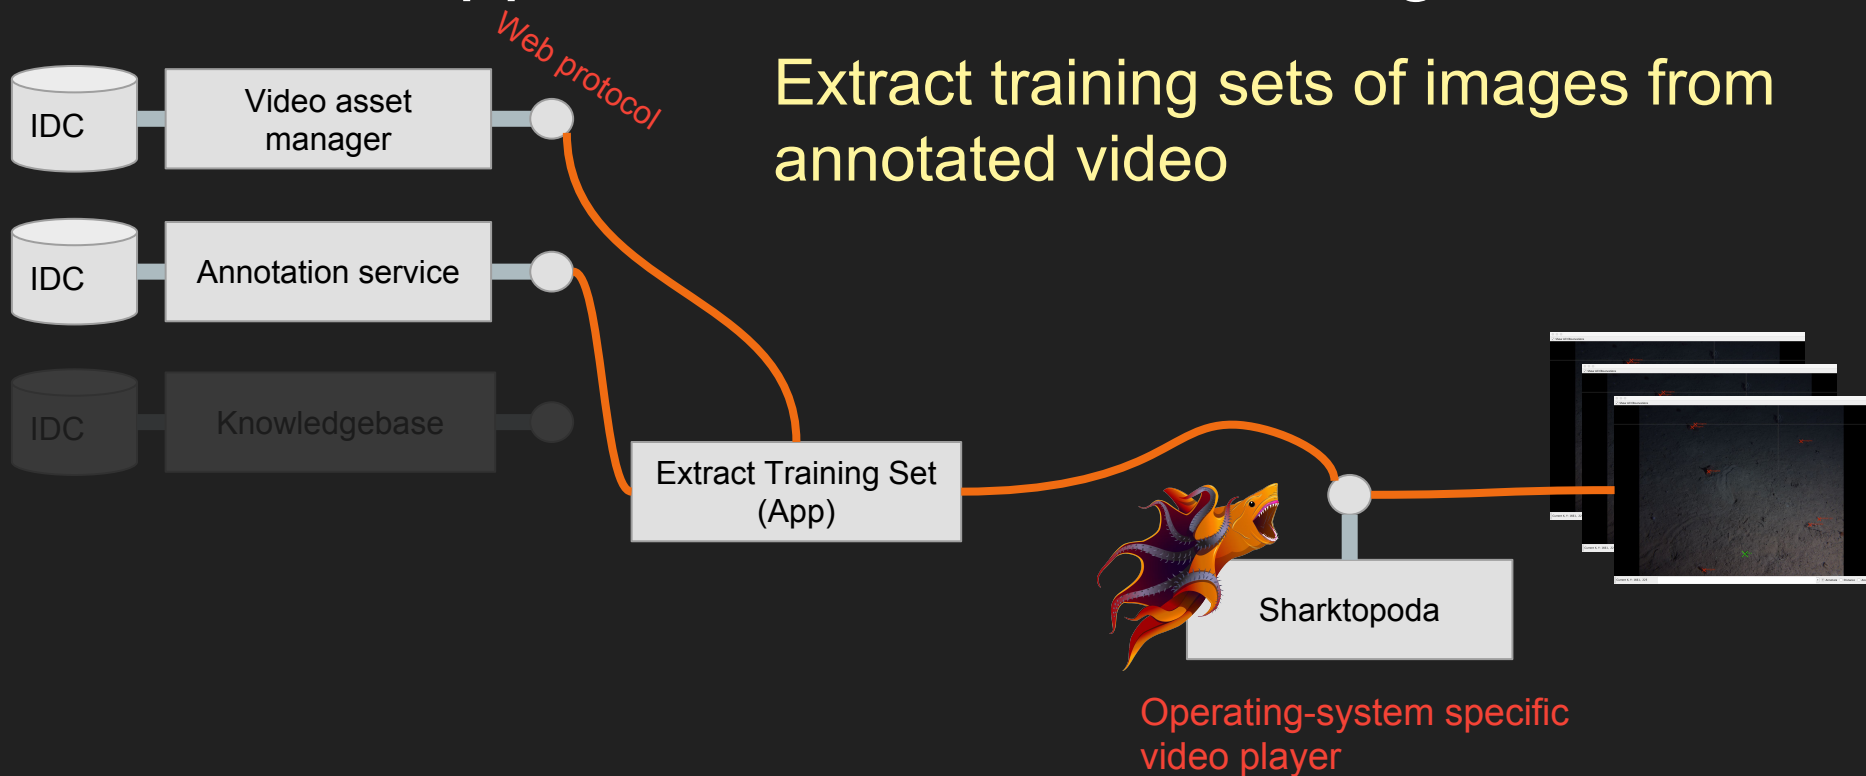 Web protocol
Extract training sets of images from
annotated video
IDC
Video asset
manager
IDC
Annotation service
IDC
Knowledgebase
Extract Training Set
(App)
Sharktopoda
Operating-system specific
video player